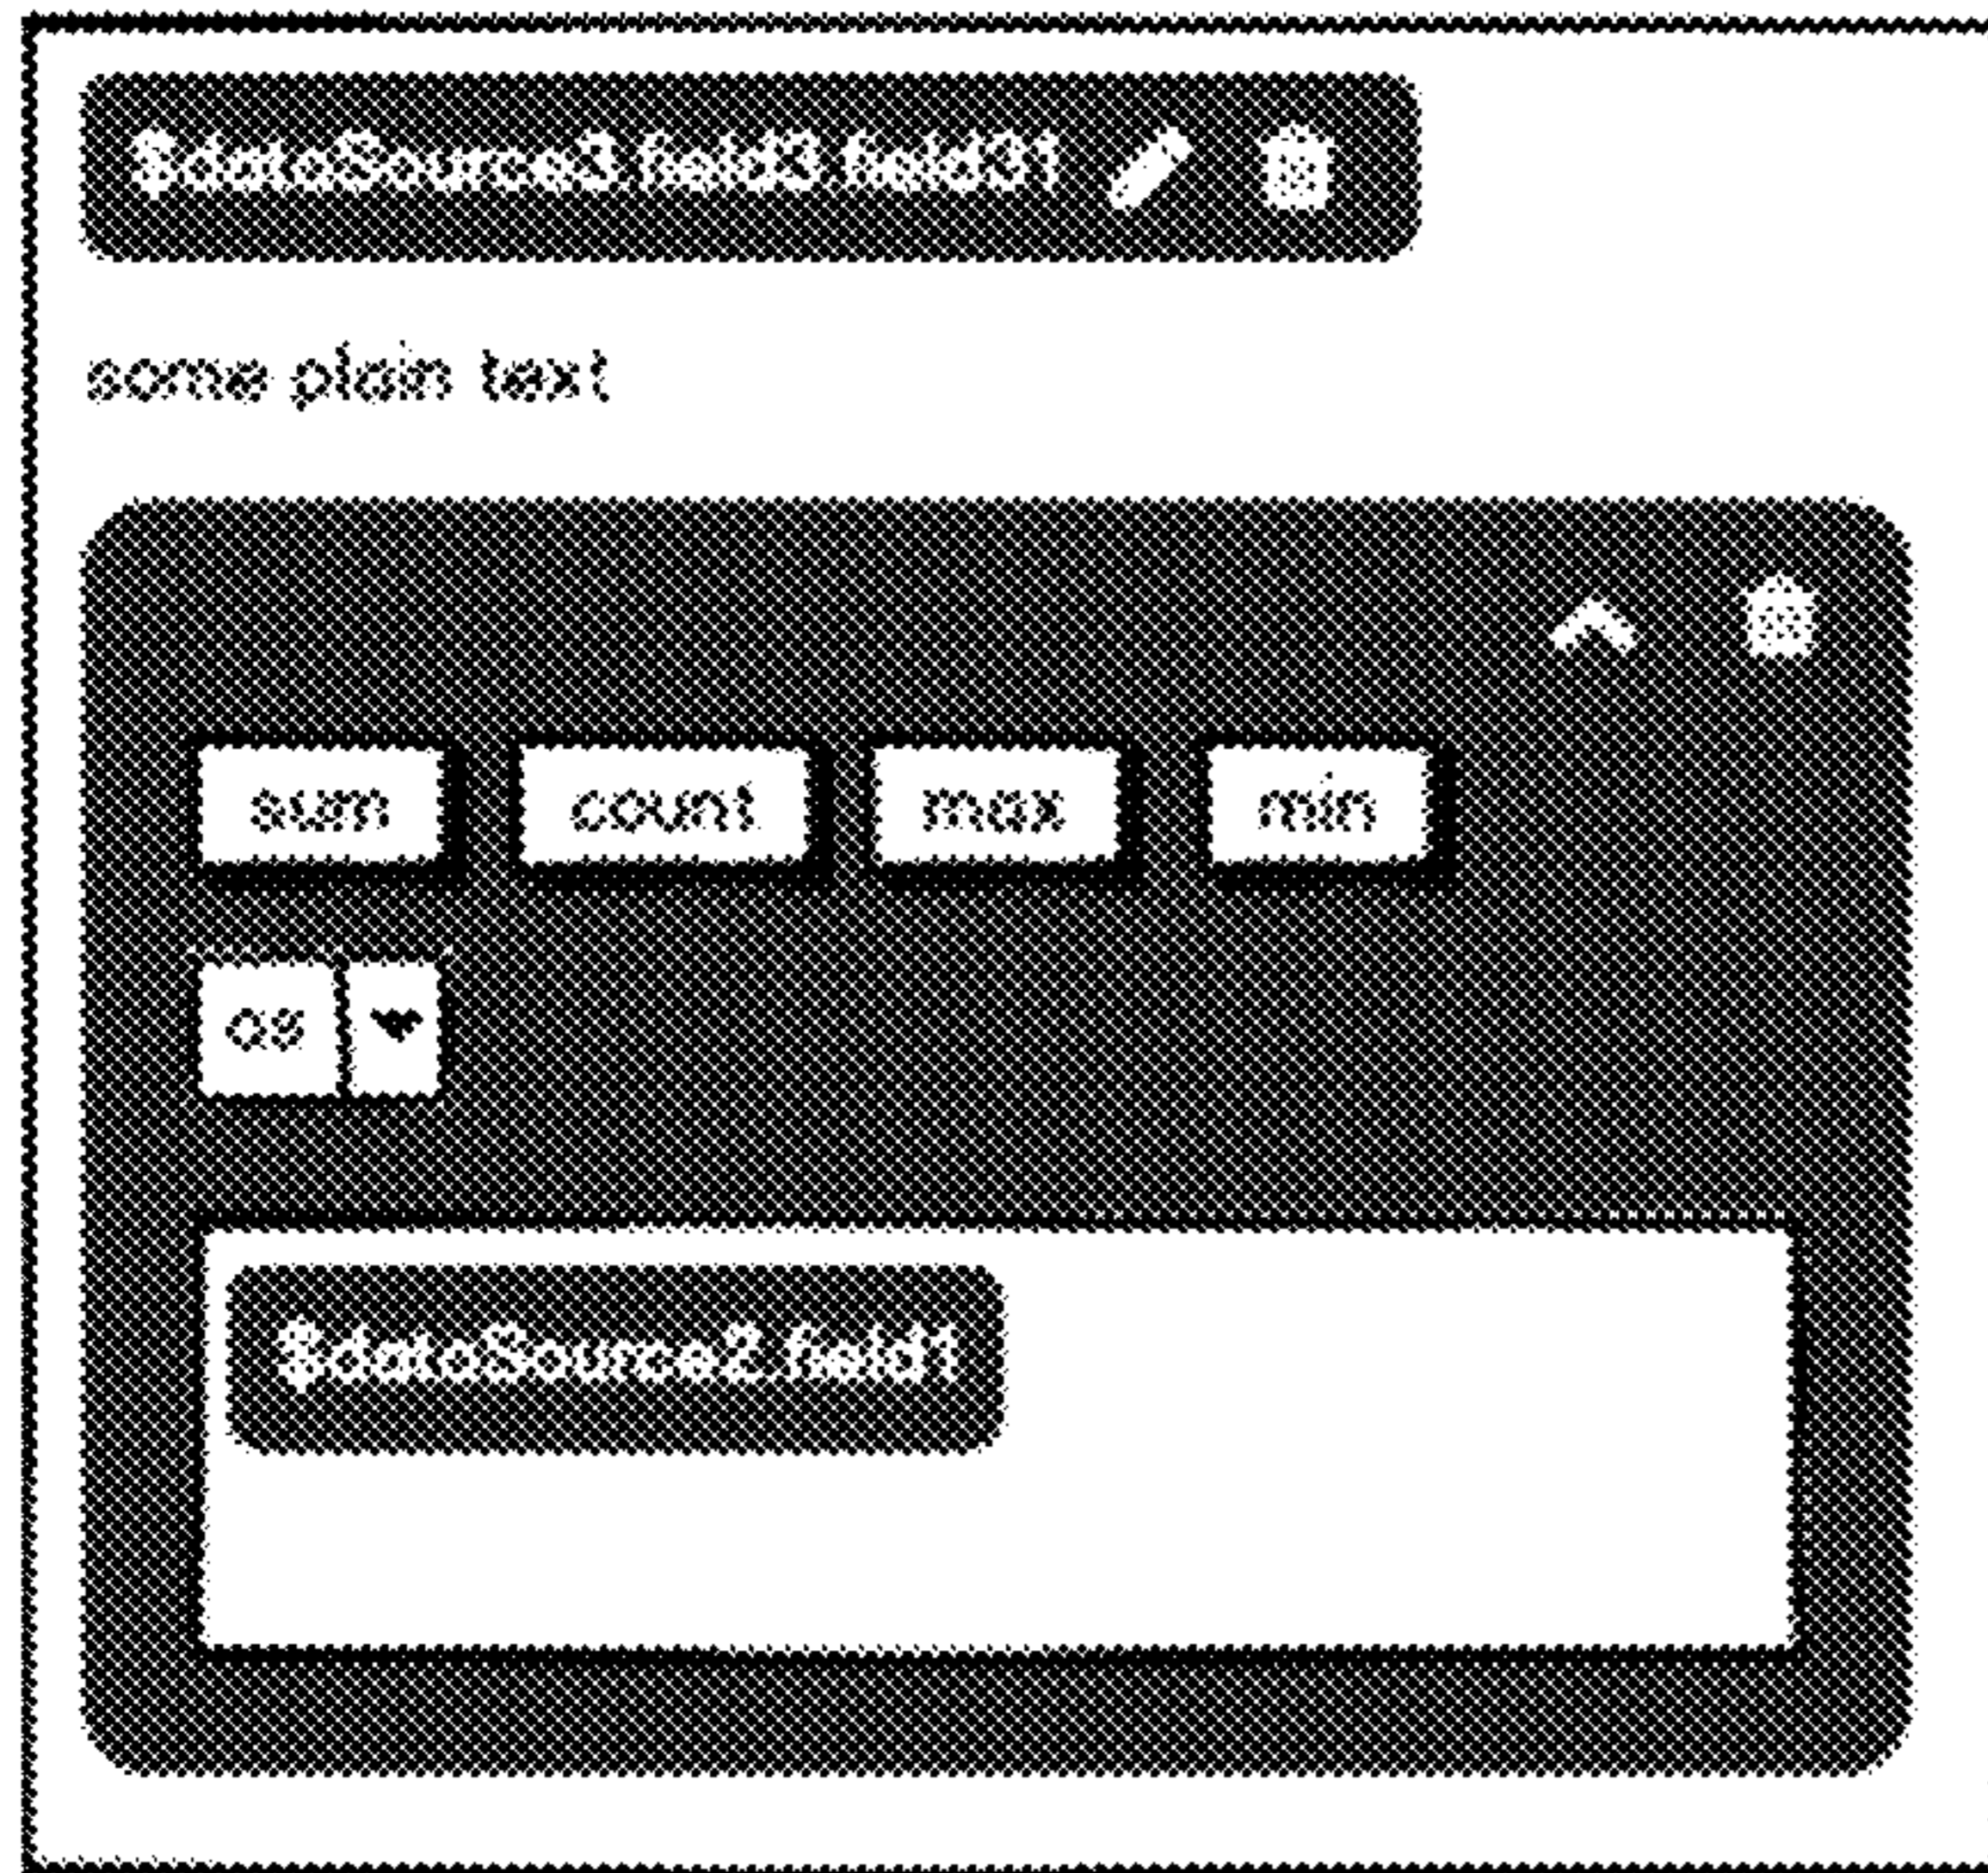 $dataSource3.field3.field31
some plain text
sum count max min
as
$dataSource2.field1